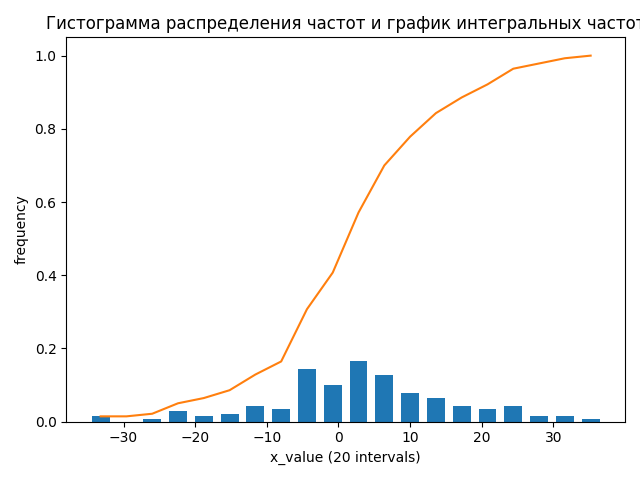 Гистограмма распределения частот и график интегральных частот
1.0
0.8
0.6
0.4
0.2
0.0
frequency
−30 −20 −10 0 10 20 30
x_value (20 intervals)